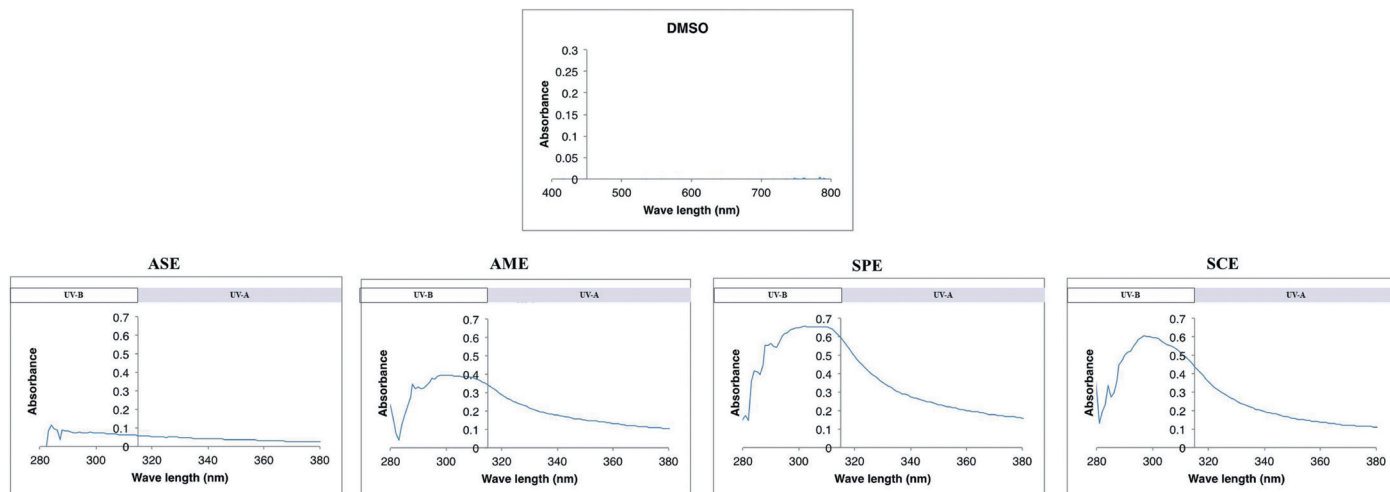 DMSO
0.3
0.25
0.2
0.15
0.1
0.05
0
Absorbance
400 500 600 700 800
Wave length (nm)
ASE
UV-B UV-A
0.7
0.6
0.5
0.4
0.3
0.2
0.1
0
Absorbance
280 300 320 340 360 380
Wave length (nm)
AME
UV-B UV-A
0.7
0.6
0.5
0.4
0.3
0.2
0.1
0
Absorbance
280 300 320 340 360 380
Wave length (nm)
SPE
UV-B UV-A
0.7
0.6
0.5
0.4
0.3
0.2
0.1
0
Absorbance
280 300 320 340 360 380
Wave length (nm)
SCE
UV-B UV-A
0.7
0.6
0.5
0.4
0.3
0.2
0.1
0
Absorbance
280 300 320 340 360 380
Wave length (nm)